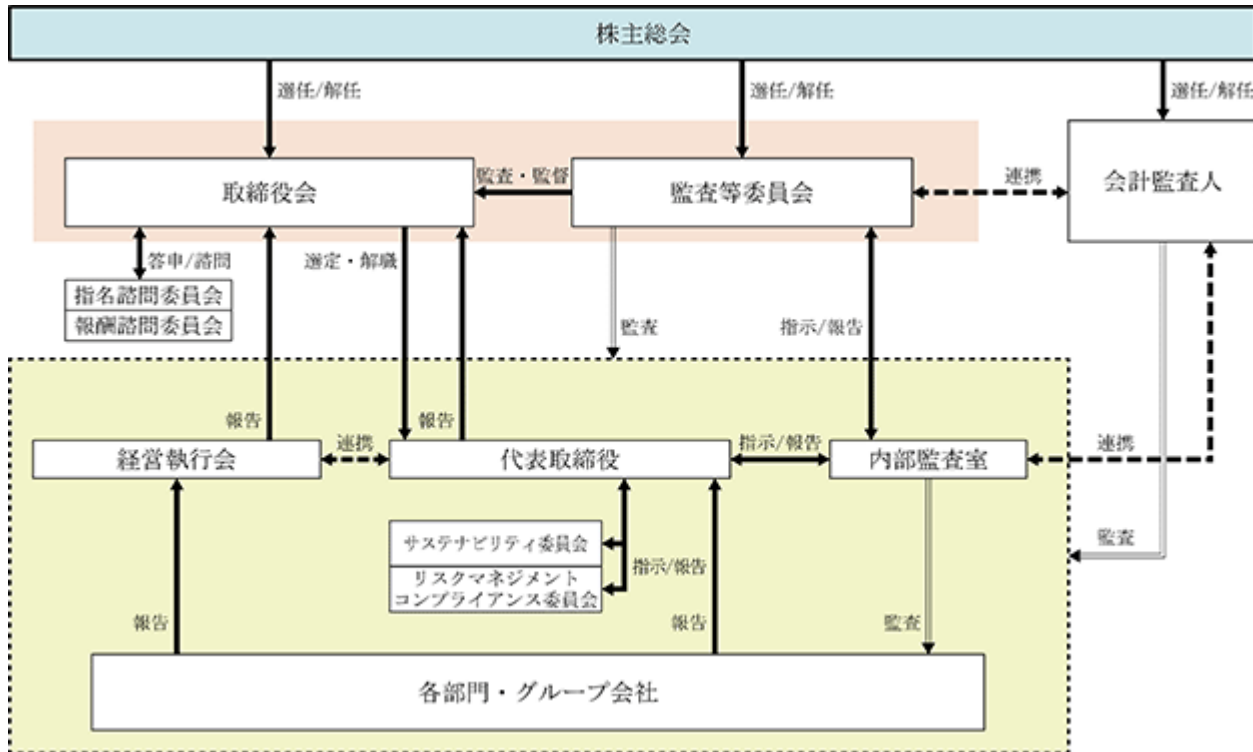 株主総会
選任/解任
選任/解任
選任/解任
取締役会
監査・監督
監査等委員会
連携
会計監査人
答申/諮問
選定・解職
指名諮問委員会
報酬諮問委員会
監査
指示/報告
報告
報告
経営執行会
連携
代表取締役
指示/報告
内部監査室
連携
サステナビリティ委員会
リスクマネジメント
コンプライアンス委員会
指示/報告
監査
報告
報告
監査
各部門・グループ会社